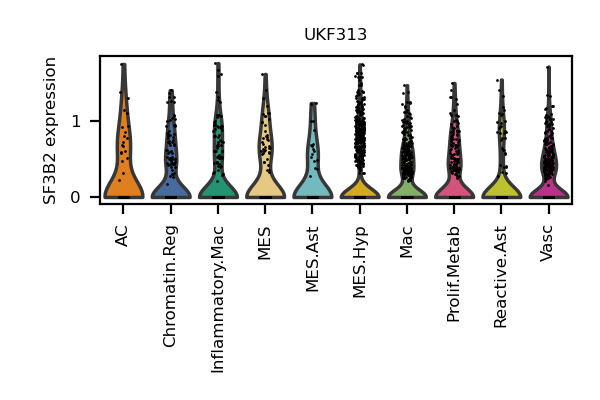 UKF313
SF3B2 expression
1
0
AC
Chromatin.Reg
Inflammatory.Mac
MES
MES.Ast
MES.Hyp
Mac
Prolif.Metab
Reactive.Ast
Vasc